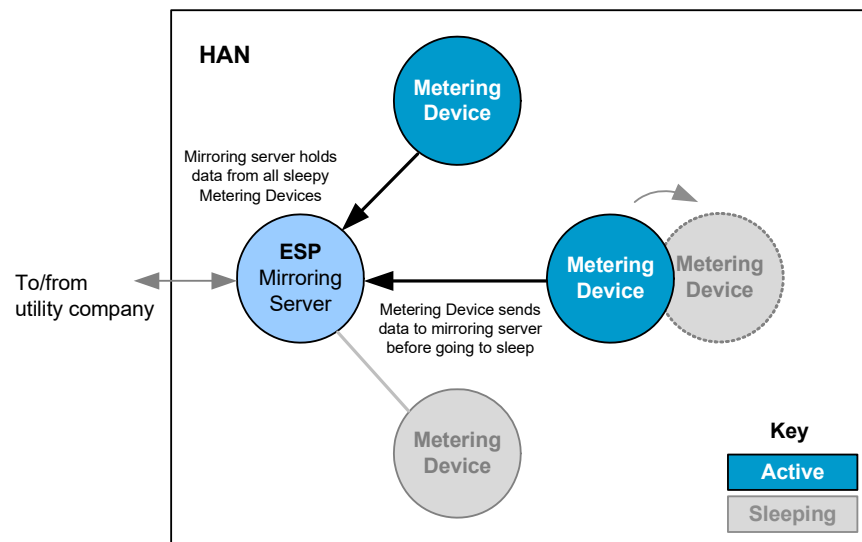 HAN
Metering
Device
Mirroring server holds
data from all sleepy
Metering Devices
ESP
Mirroring
Server
To/from
utility company
Metering
Device
Metering
Device
Metering Device sends
data to mirroring server
before going to sleep
Metering
Device
Key
Active
Sleeping